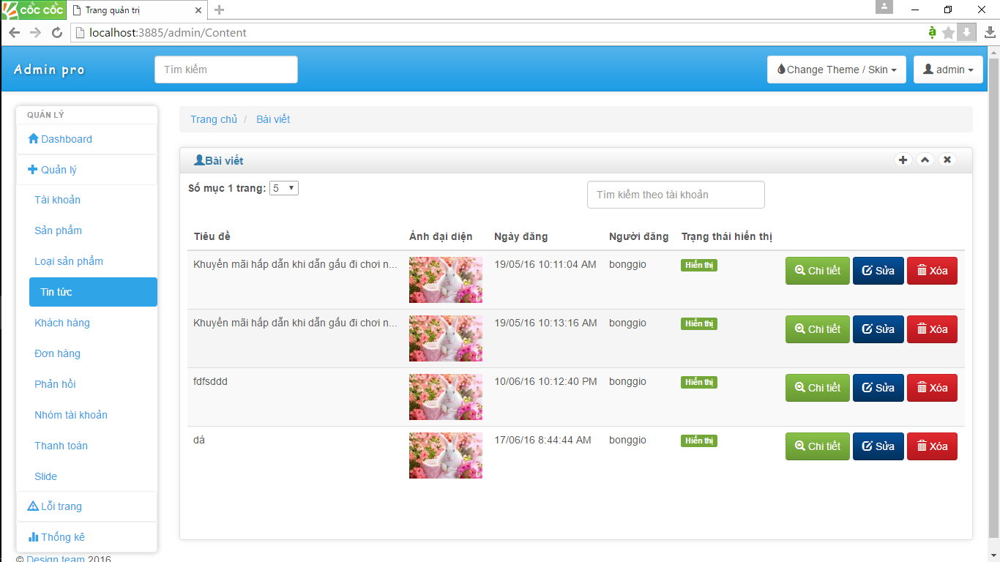 cốc cốc
Trang quản trị
localhost:3885/admin/Content
Admin pro
Tìm kiếm
Change Theme / Skin
admin
QUẢN LÝ
Dashboard
Quản lý
Tài khoản
Sản phẩm
Loại sản phẩm
Tin tức
Khách hàng
Đơn hàng
Phản hồi
Nhóm tài khoản
Thanh toán
Slide
Lỗi trang
Thống kê
© Design team 2016
Trang chủ / Bài viết
Bài viết
Số mục 1 trang: 5
Tìm kiếm theo tài khoản
Tiêu đề Ảnh đại diện Ngày đăng Người đăng Trạng thái hiển thị
Khuyến mãi hấp dẫn khi dẫn gấu đi chơi n... 19/05/16 10:11:04 AM bonggio Hiển thị Chi tiết Sửa Xóa
Khuyến mãi hấp dẫn khi dẫn gấu đi chơi n... 19/05/16 10:13:16 AM bonggio Hiển thị Chi tiết Sửa Xóa
fdfsddd 10/06/16 10:12:40 PM bonggio Hiển thị Chi tiết Sửa Xóa
dá 17/06/16 8:44:44 AM bonggio Hiển thị Chi tiết Sửa Xóa